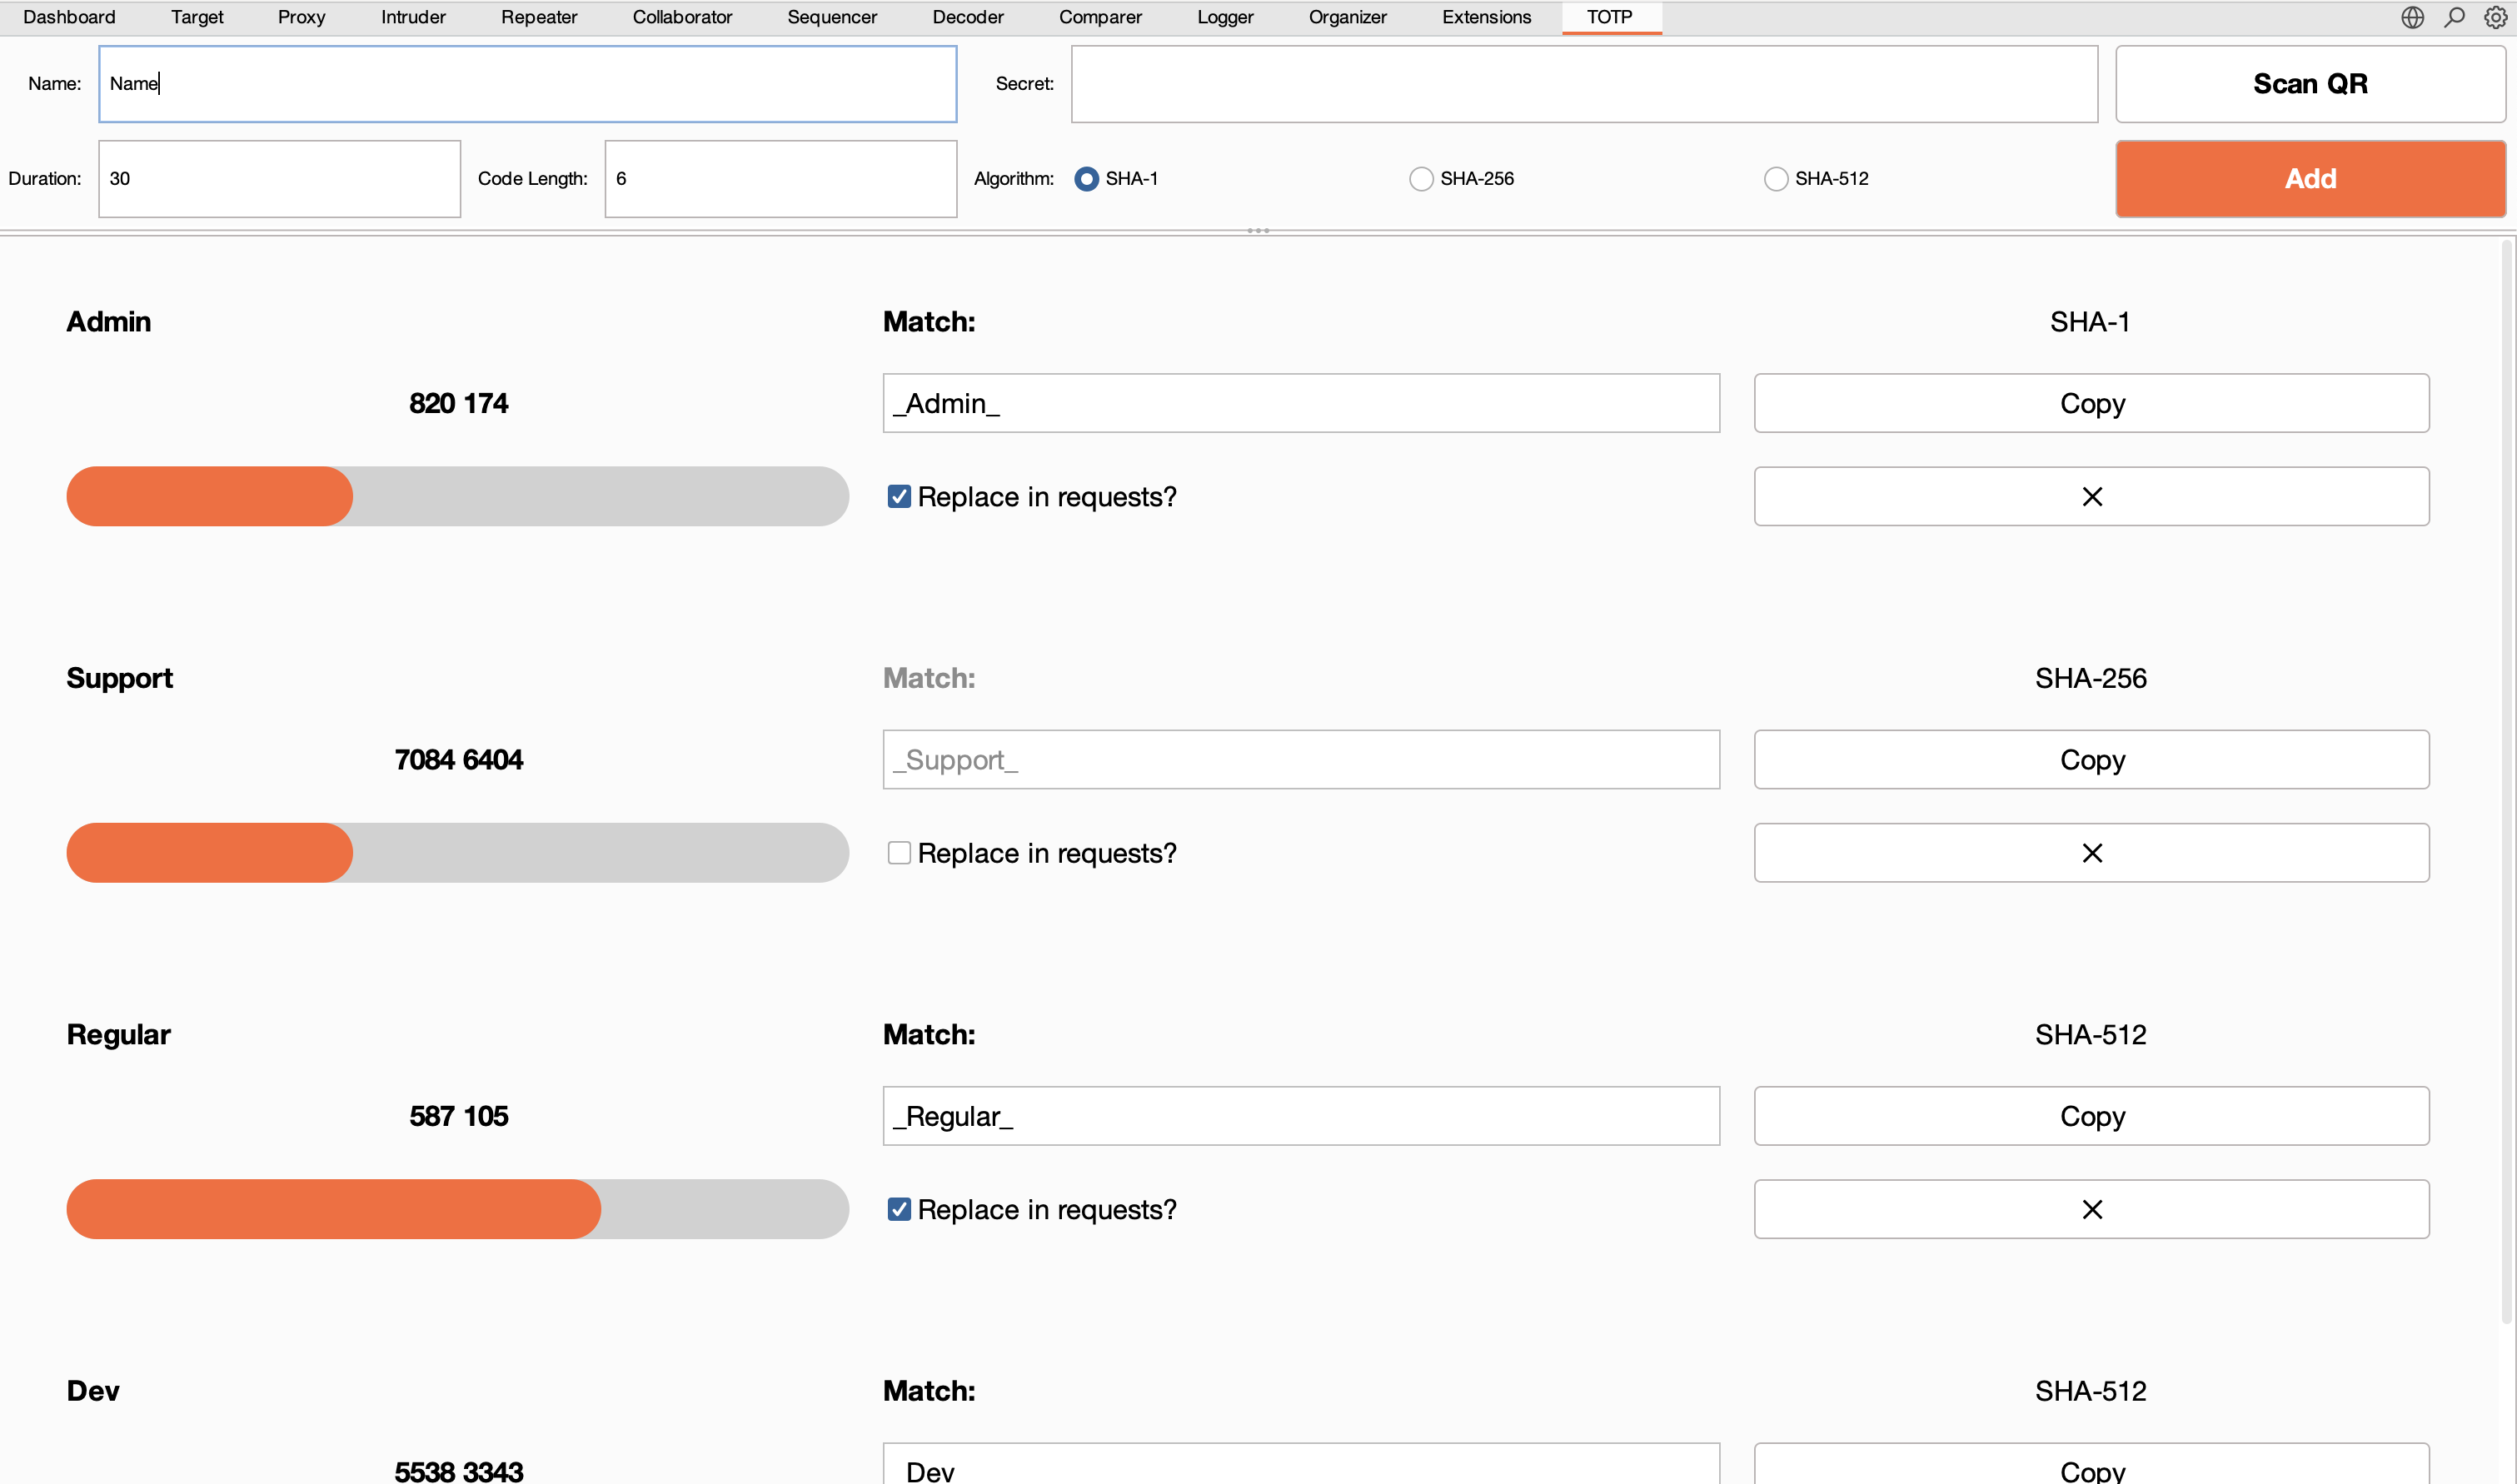 Dashboard Target Proxy Intruder Repeater Collaborator Sequencer Decoder Comparer Logger Organizer Extensions TOTP
Name: Name Secret: Scan QR
Duration: 30 Code Length: 6 Algorithm: SHA-1 SHA-256 SHA-512 Add
Admin Match: SHA-1
820 174 _Admin_ Copy
Replace in requests?
Support Match: SHA-256
7084 6404 _Support_ Copy
Replace in requests?
Regular Match: SHA-512
587 105 _Regular_ Copy
Replace in requests?
Dev Match: SHA-512
5538 3343 Dev Copy